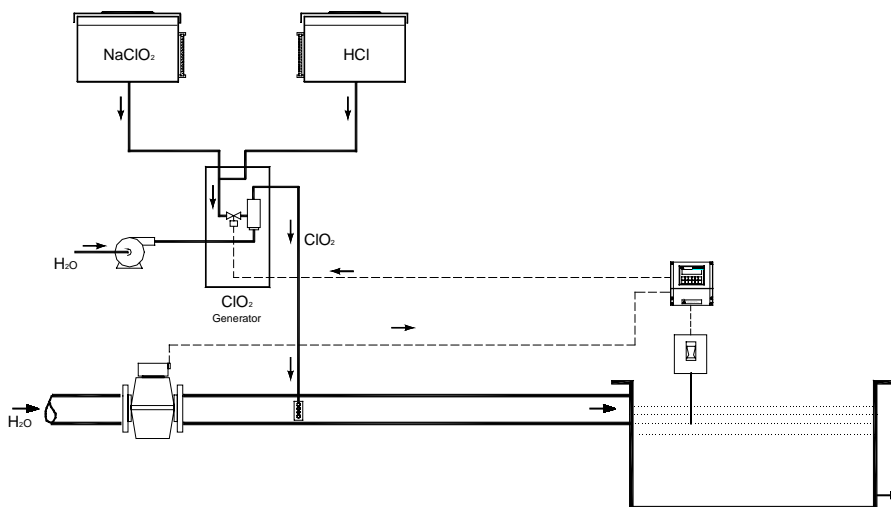 NaClO₂
HCl
ClO₂
H₂O
ClO₂
Generator
H₂O